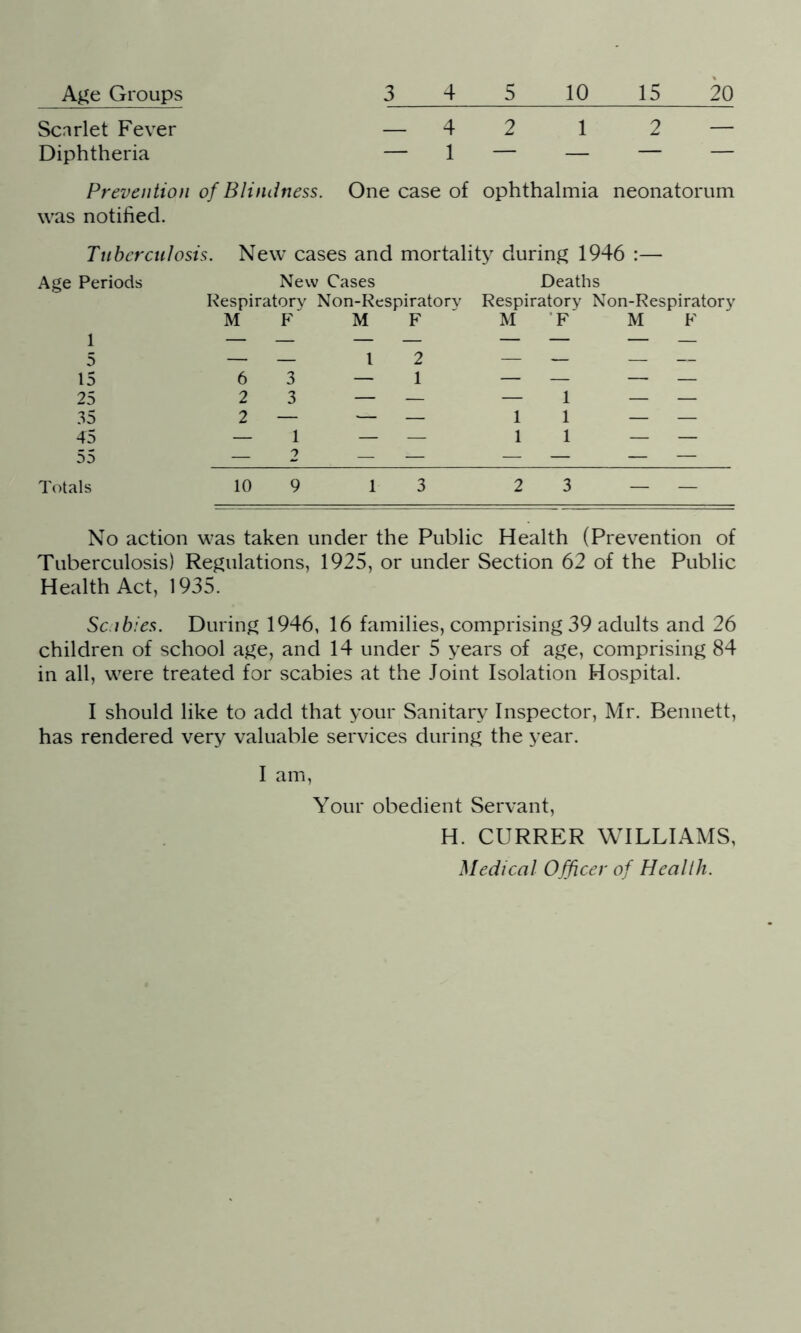 Age Groups 3 4 5 10 15 20
Scarlet Fever — 4 2 1 2 —
Diphtheria — 1 — — — —
Prevention of Blindness. One case of ophthalmia neonatorum
was notified.
Tuberculosis. New cases and mortality during 1946 :—
Age Periods New Cases Deaths
Respiratory Non-Respiratory Respiratory Non-Respiratory
M F M F M F M F
1 — — — — — — — —
5 — — 1 2 — — — —
15 6 3 — 1 — — — —
25 2 3 — — — 1 — —
35 2 — — — 1 1 — —
45 — 1 — — 1 1 — —
55 — 2 — — — — — —
Totals 10 9 1 3 2 3 — —
No action was taken under the Public Health (Prevention of
Tuberculosis) Regulations, 1925, or under Section 62 of the Public
Health Act, 1935.
Scabies. During 1946, 16 families, comprising 39 adults and 26
children of school age, and 14 under 5 years of age, comprising 84
in all, were treated for scabies at the Joint Isolation Hospital.
I should like to add that your Sanitary Inspector, Mr. Bennett,
has rendered very valuable services during the year.
I am,
Your obedient Servant,
H. CURRER WILLIAMS,
Medical Officer of Health.